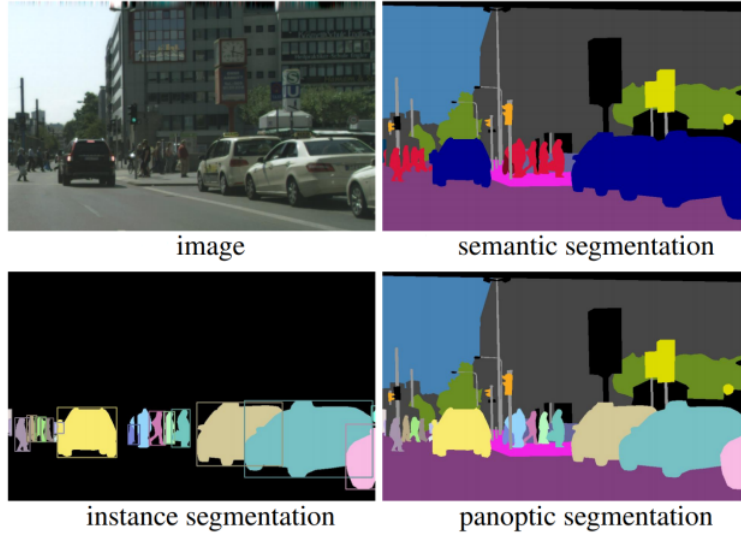 image
semantic segmentation
instance segmentation
panoptic segmentation